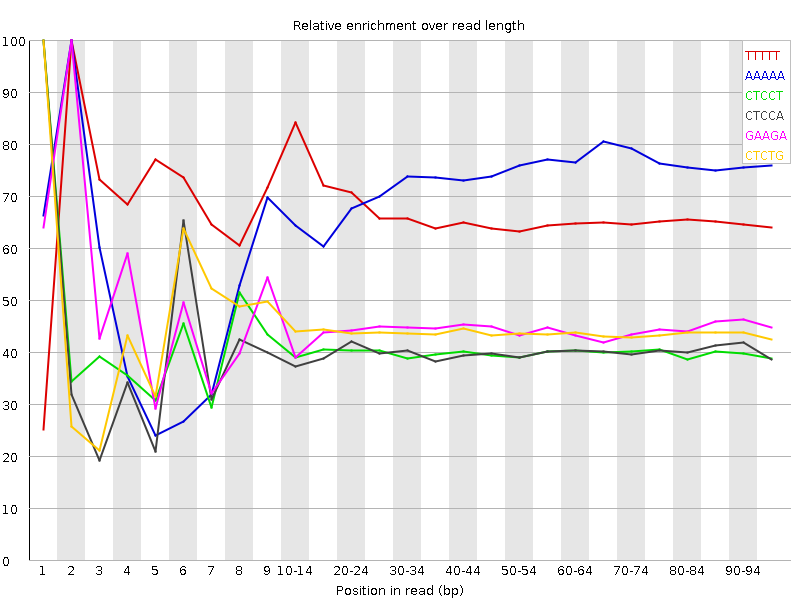 Relative enrichment over read length
100
90
80
70
60
50
40
30
20
10
0
TTTTT
AAAAA
CTCCT
CTCCA
GAAGA
CTCTG
1 2 3 4 5 6 7 8 9 10-14 20-24 30-34 40-44 50-54 60-64 70-74 80-84 90-94
Position in read (bp)